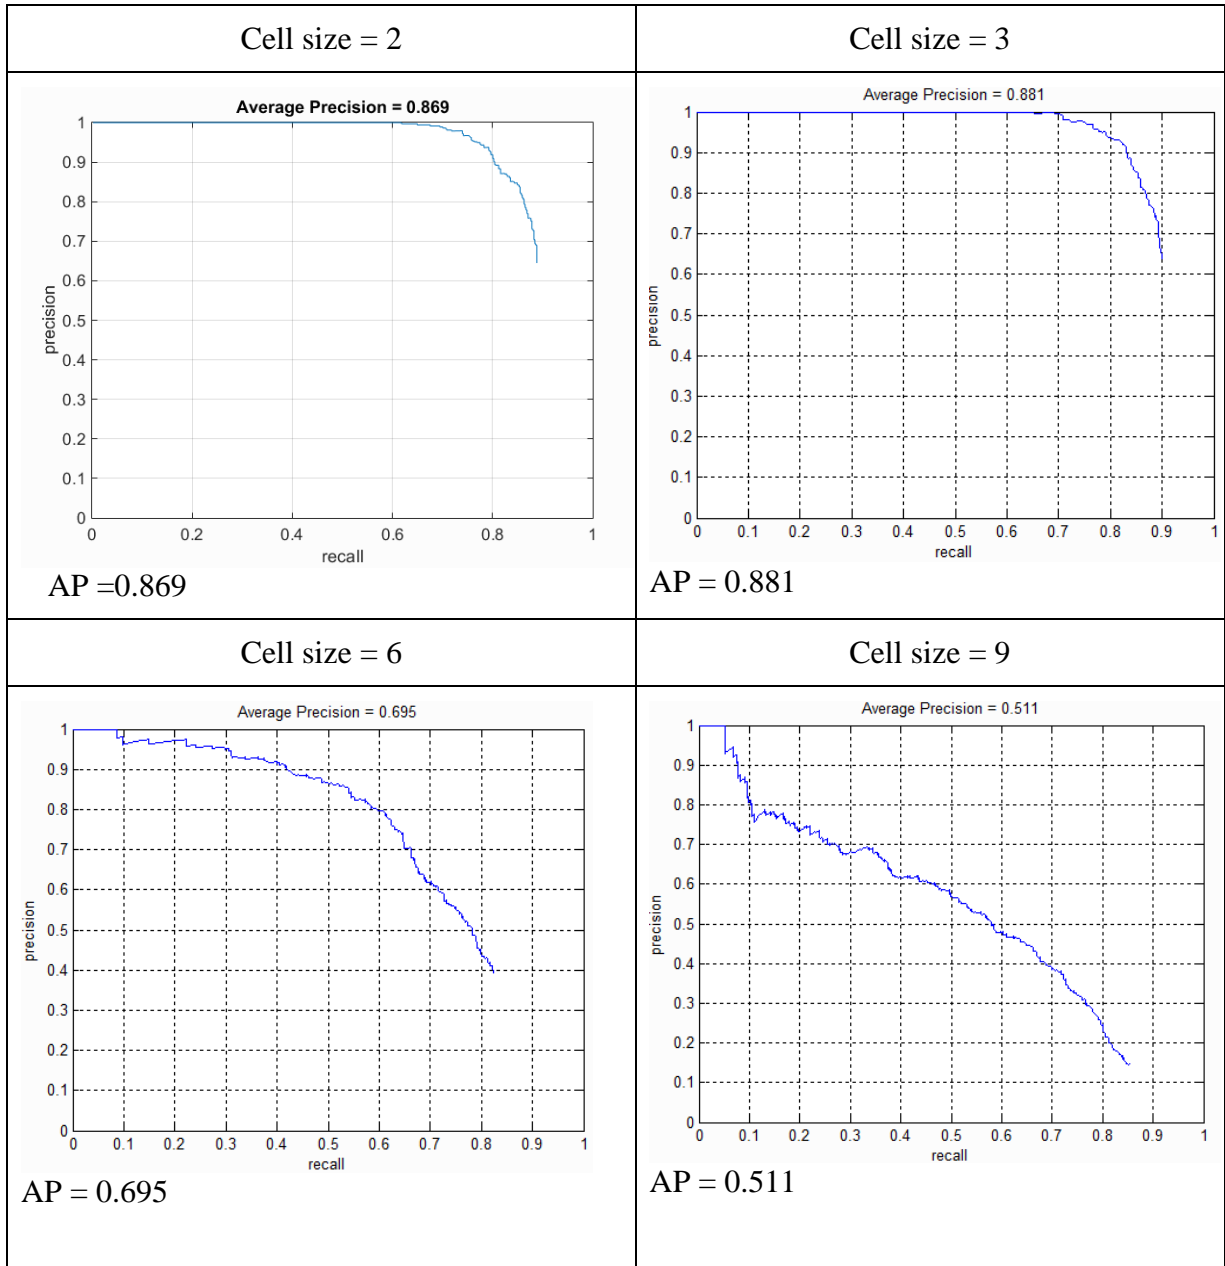 Cell size = 2
Cell size = 3
Average Precision = 0.869
1
0.9
0.8
0.7
0.6
0.5
0.4
0.3
0.2
0.1
0
precision
0 0.2 0.4 0.6 0.8 1
recall
AP =0.869
Average Precision = 0.881
1
0.9
0.8
0.7
0.6
0.5
0.4
0.3
0.2
0.1
0
precision
0 0.1 0.2 0.3 0.4 0.5 0.6 0.7 0.8 0.9 1
recall
AP = 0.881
Cell size = 6
Cell size = 9
Average Precision = 0.695
1
0.9
0.8
0.7
0.6
0.5
0.4
0.3
0.2
0.1
0
precision
0 0.1 0.2 0.3 0.4 0.5 0.6 0.7 0.8 0.9 1
recall
AP = 0.695
Average Precision = 0.511
1
0.9
0.8
0.7
0.6
0.5
0.4
0.3
0.2
0.1
0
precision
0 0.1 0.2 0.3 0.4 0.5 0.6 0.7 0.8 0.9 1
recall
AP = 0.511